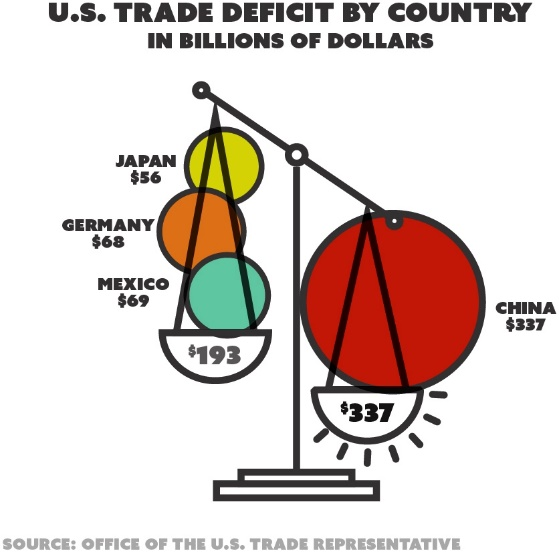 U.S. TRADE DEFICIT BY COUNTRY
IN BILLIONS OF DOLLARS
JAPAN
$56
GERMANY
$68
MEXICO
$69
CHINA
$337
$193
$337
SOURCE: OFFICE OF THE U.S. TRADE REPRESENTATIVE